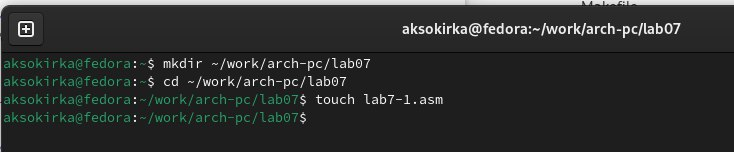 Makefile
aksokirka@fedora:~/work/arch-pc/lab07
aksokirka@fedora:~$ mkdir ~/work/arch-pc/lab07
aksokirka@fedora:~$ cd ~/work/arch-pc/lab07
aksokirka@fedora:~/work/arch-pc/lab07$ touch lab7-1.asm
aksokirka@fedora:~/work/arch-pc/lab07$